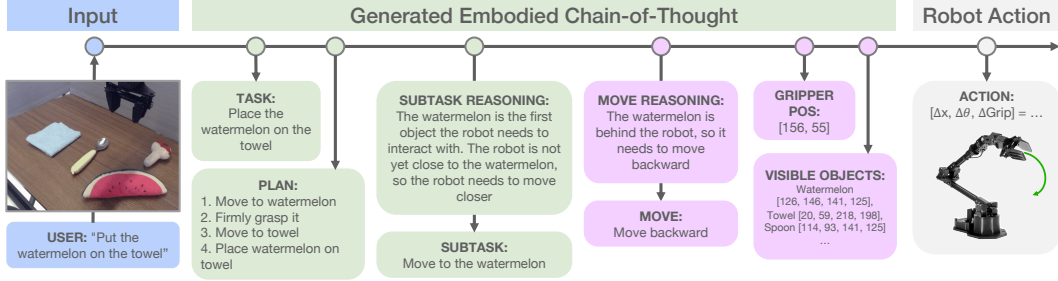 Input
Generated Embodied Chain-of-Thought
Robot Action
USER: "Put the
watermelon on the towel"
TASK:
Place the
watermelon on the
towel
PLAN:
1. Move to watermelon
2. Firmly grasp it
3. Move to towel
4. Place watermelon on
towel
SUBTASK REASONING:
The watermelon is the first
object the robot needs to
interact with. The robot is not
yet close to the watermelon,
so the robot needs to move
closer
SUBTASK:
Move to the watermelon
MOVE REASONING:
The watermelon is
behind the robot, so it
needs to move
backward
MOVE:
Move backward
GRIPPER
POS:
[156, 55]
VISIBLE OBJECTS:
Watermelon
[126, 146, 141, 125],
Towel [20, 59, 218, 198],
Spoon [114, 93, 141, 125]
...
ACTION:
[Δx, Δθ, ΔGrip] = ...